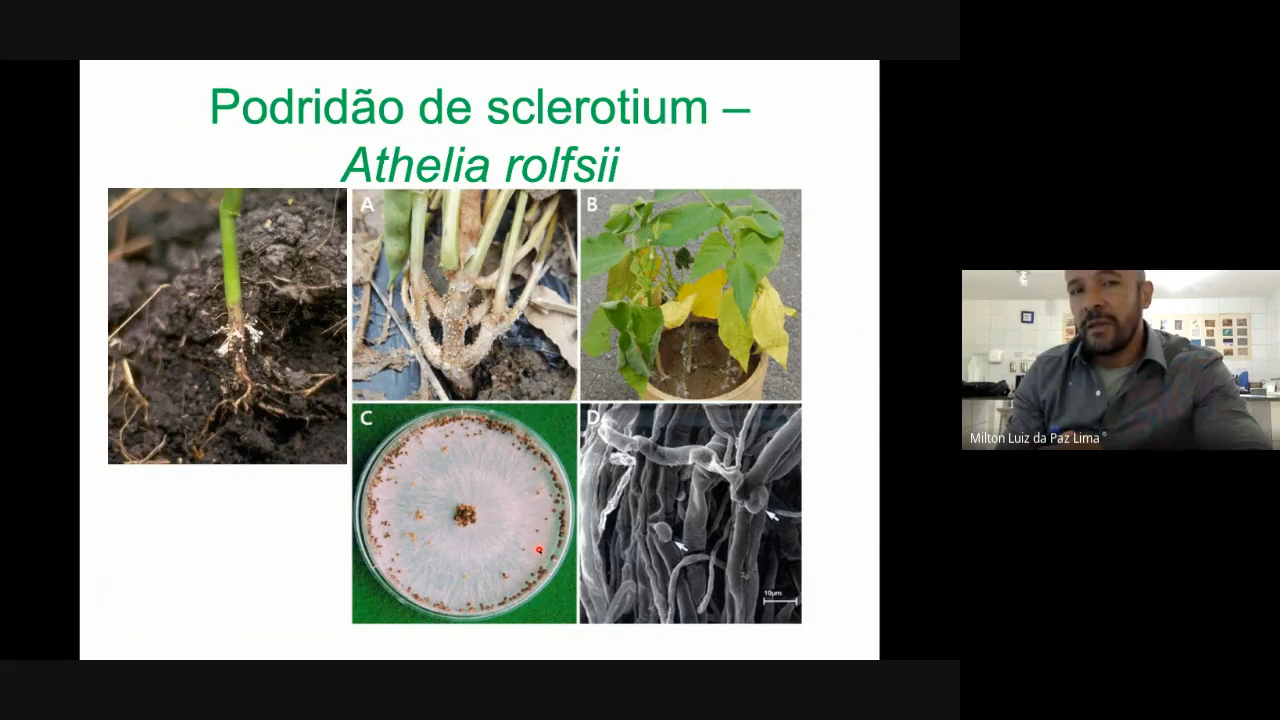 Podridão de sclerotium –
Athelia rolfsii
A
B
C
D
10µm
Milton Luiz da Paz Lima